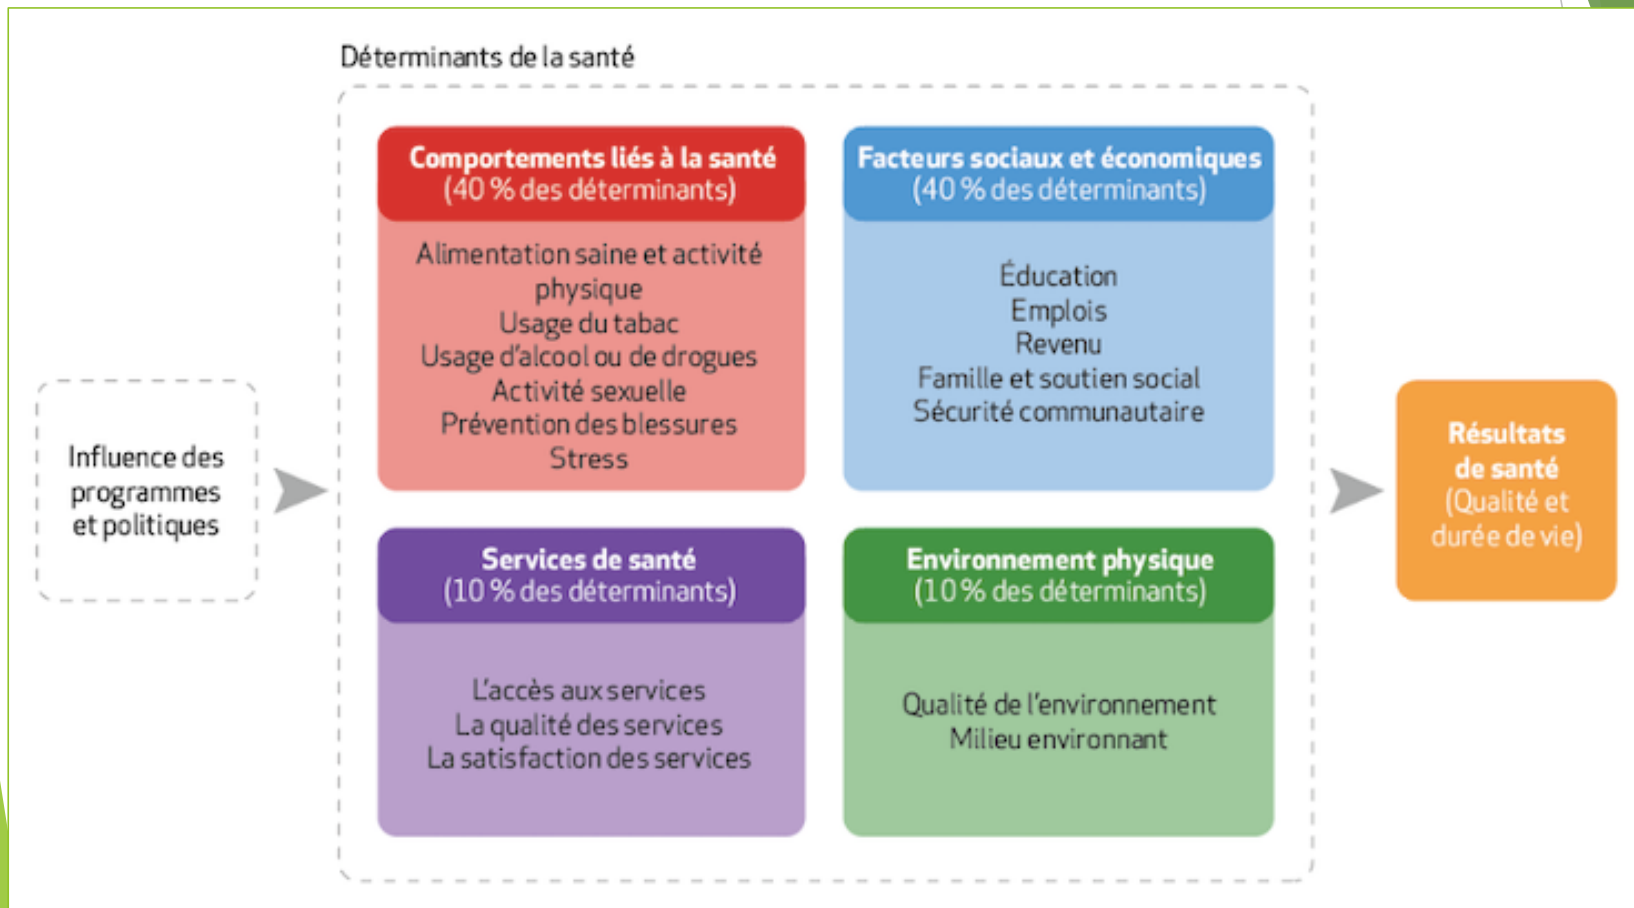 Déterminants de la santé
Influence des
programmes
et politiques
Comportements liés à la santé
(40 % des déterminants)
Alimentation saine et activité
physique
Usage du tabac
Usage d'alcool ou de drogues
Activité sexuelle
Prévention des blessures
Stress
Facteurs sociaux et économiques
(40 % des déterminants)
Éducation
Emplois
Revenu
Famille et soutien social
Sécurité communautaire
Services de santé
(10 % des déterminants)
L'accès aux services
La qualité des services
La satisfaction des services
Environnement physique
(10 % des déterminants)
Qualité de l'environnement
Milieu environnant
Résultats
de santé
(Qualité et
durée de vie)